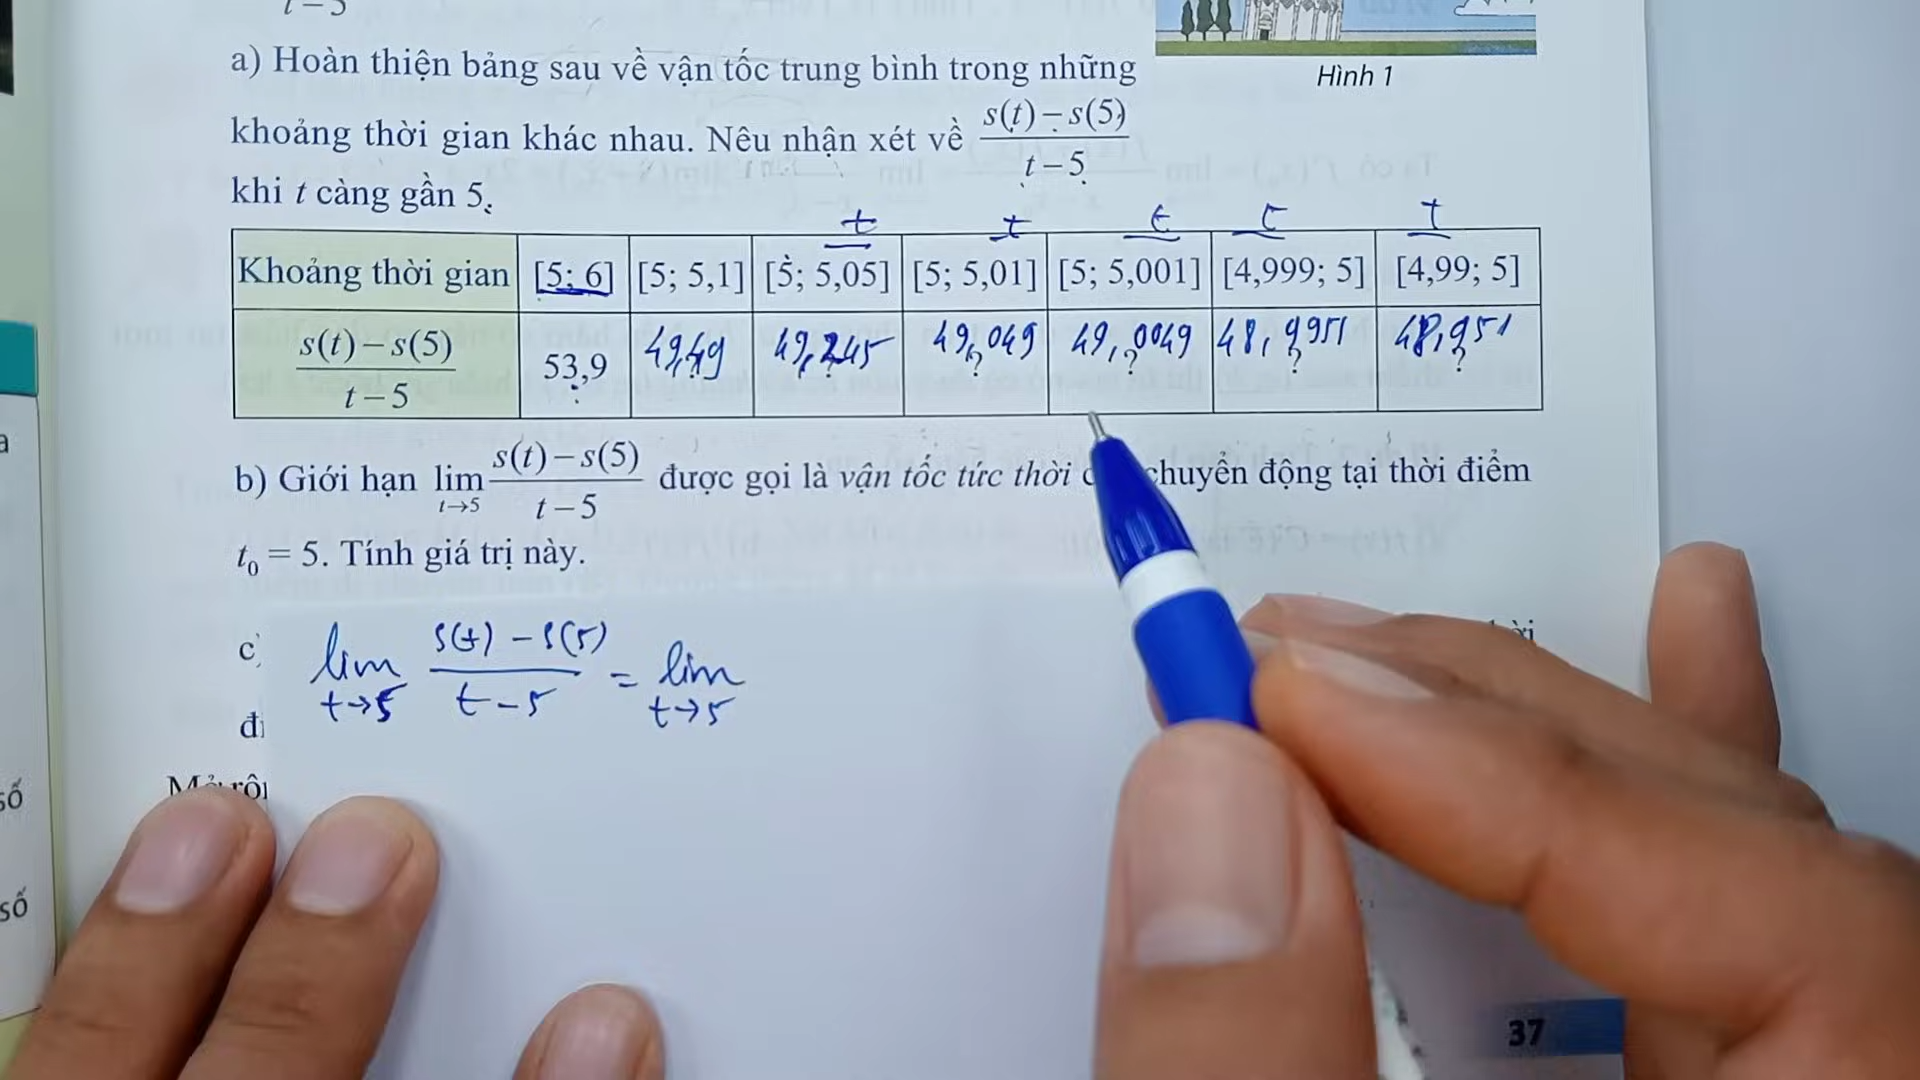 t – 5
a) Hoàn thiện bảng sau về vận tốc trung bình trong những
Hình 1
khoảng thời gian khác nhau. Nêu nhận xét về s(t) – s(5) / t – 5
khi t càng gần 5.
t t t t t
Khoảng thời gian [5; 6] [5; 5,1] [5; 5,05] [5; 5,01] [5; 5,001] [4,999; 5] [4,99; 5]
s(t) – s(5) / t – 5 53,9 49,49 49,245 49,049 49,0049 48,9951 48,951
? ? ? ? ? ?
b) Giới hạn lim t→5 s(t) – s(5) / t – 5 được gọi là vận tốc tức thời chuyển động tại thời điểm
t₀ = 5. Tính giá trị này.
c)
lim t→5 s(t) – s(5) / t – 5 = lim t→5
số
số
37